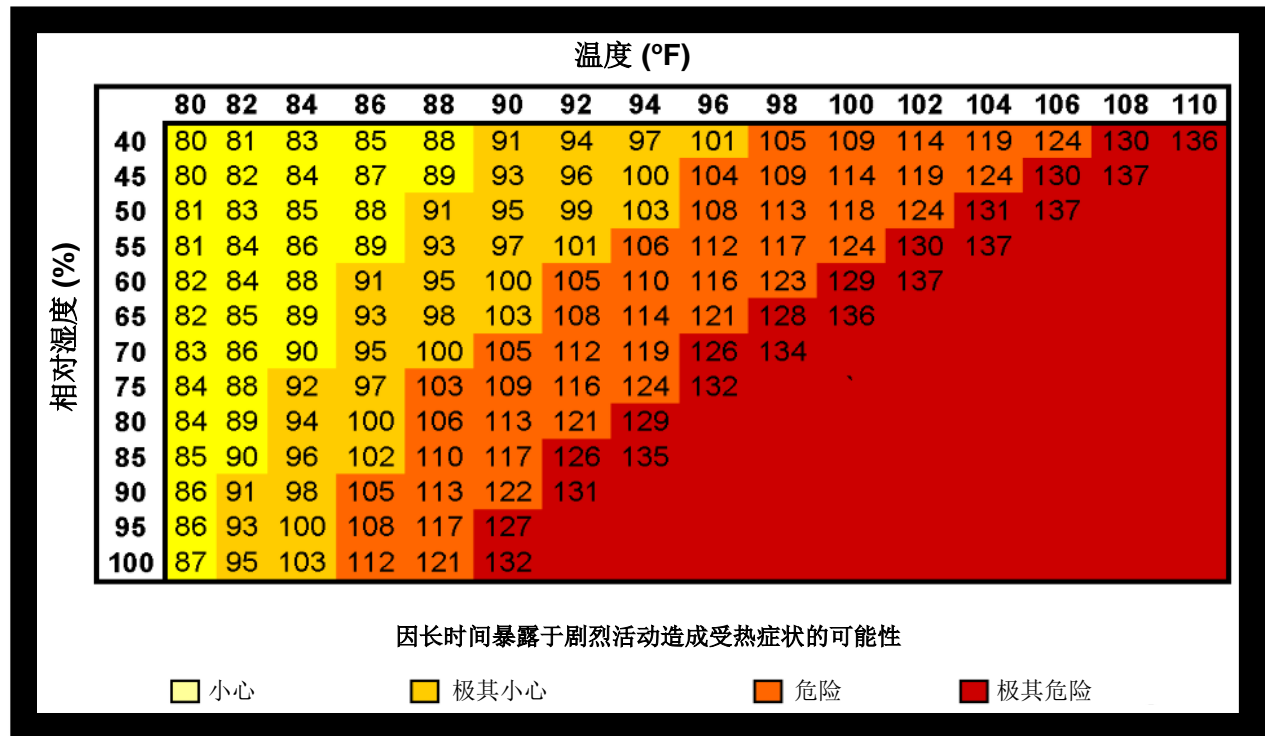 温度 (ºF)
80 82 84 86 88 90 92 94 96 98 100 102 104 106 108 110
相对湿度 (%)
40 80 81 83 85 88 91 94 97 101 105 109 114 119 124 130 136
45 80 82 84 87 89 93 96 100 104 109 114 119 124 130 137
50 81 83 85 88 91 95 99 103 108 113 118 124 131 137
55 81 84 86 89 93 97 101 106 112 117 124 130 137
60 82 84 88 91 95 100 105 110 116 123 129 137
65 82 85 89 93 98 103 108 114 121 128 136
70 83 86 90 95 100 105 112 119 126 134
75 84 88 92 97 103 109 116 124 132
80 84 89 94 100 106 113 121 129
85 85 90 96 102 110 117 126 135
90 86 91 98 105 113 122 131
95 86 93 100 108 117 127
100 87 95 103 112 121 132
因长时间暴露于剧烈活动造成受热症状的可能性
小心 极其小心 危险 极其危险